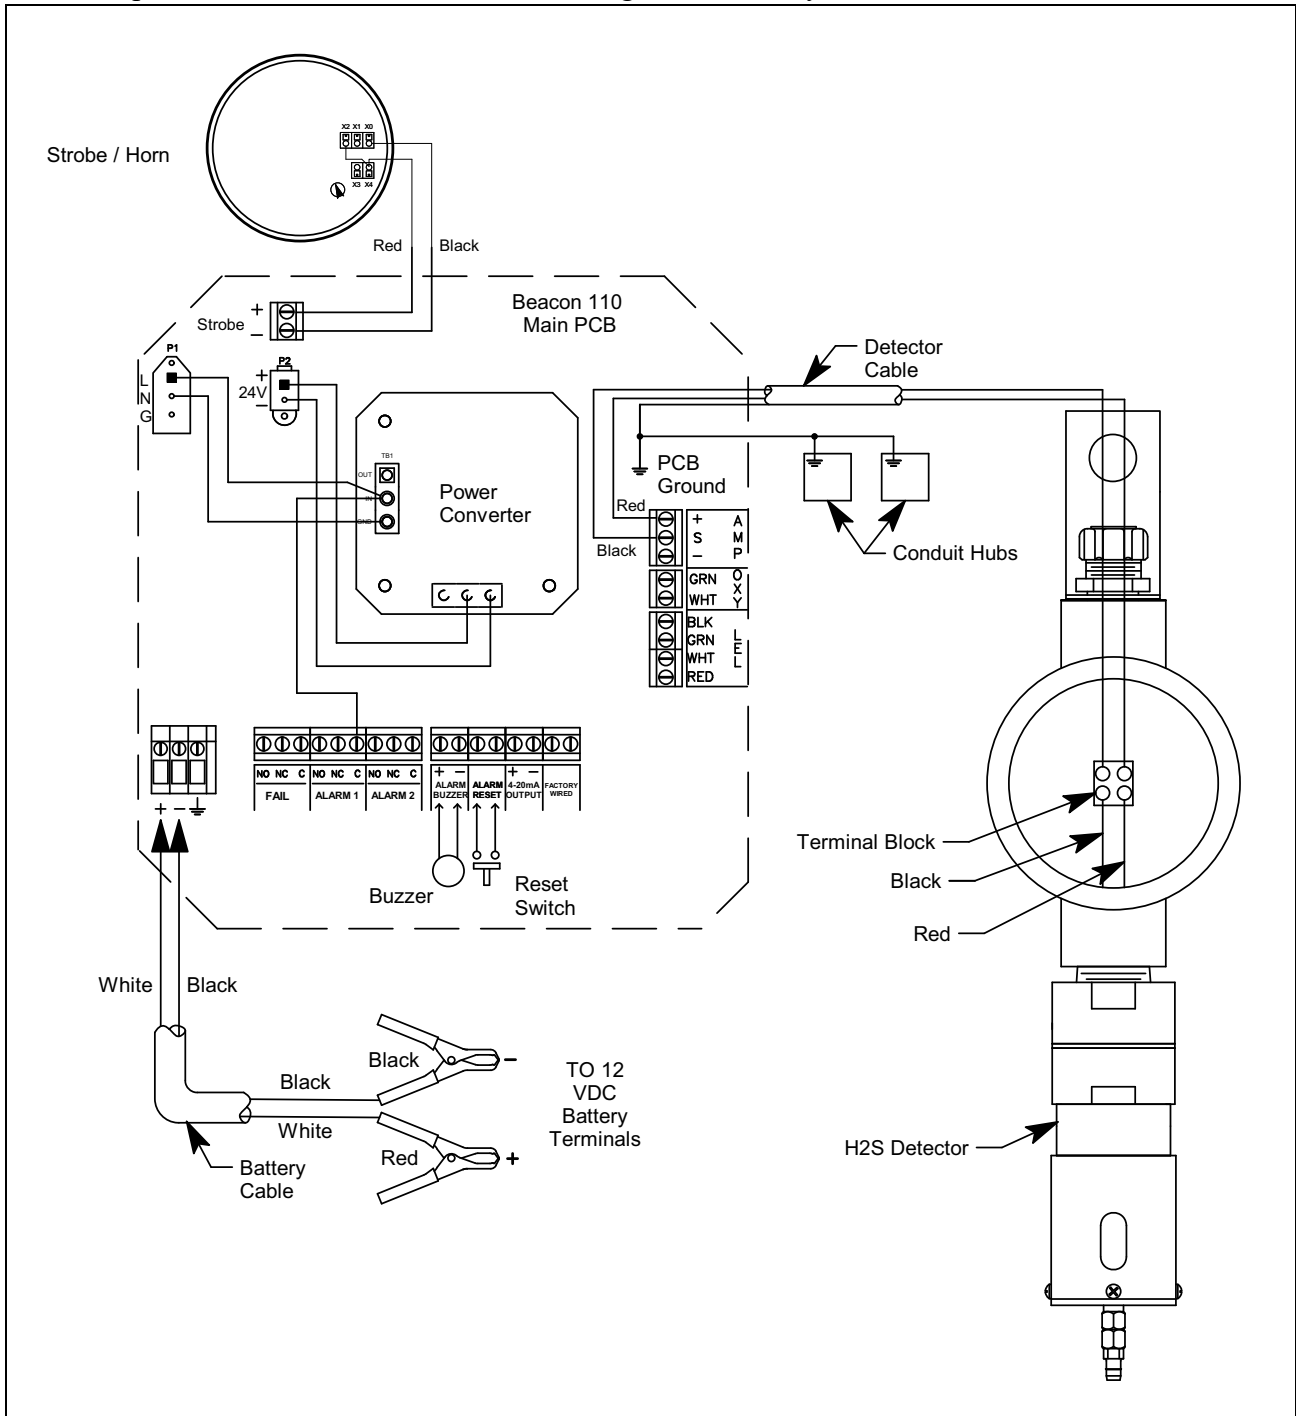 X2 X1 X0
Strobe / Horn
X3 X4
Red
Black
Beacon 110
Main PCB
+
Strobe
–
P1
P2
L
N
G
+
24V
–
Detector
Cable
TB1
OUT
IN
GND
Power
Converter
PCB
Ground
Red
Black
+
S
–
A
M
P
GRN
WHT
O
X
Y
BLK
GRN
WHT
RED
L
E
L
Conduit Hubs
NO NC C NO NC C NO NC C
FAIL
ALARM 1
ALARM 2
+ –
ALARM
BUZZER
ALARM
RESET
+ –
4-20mA
OUTPUT
FACTORY
WIRED
+ –
Buzzer
Reset
Switch
Terminal Block
Black
Red
White
Black
Black
–
Black
White
Red
+
TO 12
VDC
Battery
Terminals
Battery
Cable
H2S Detector